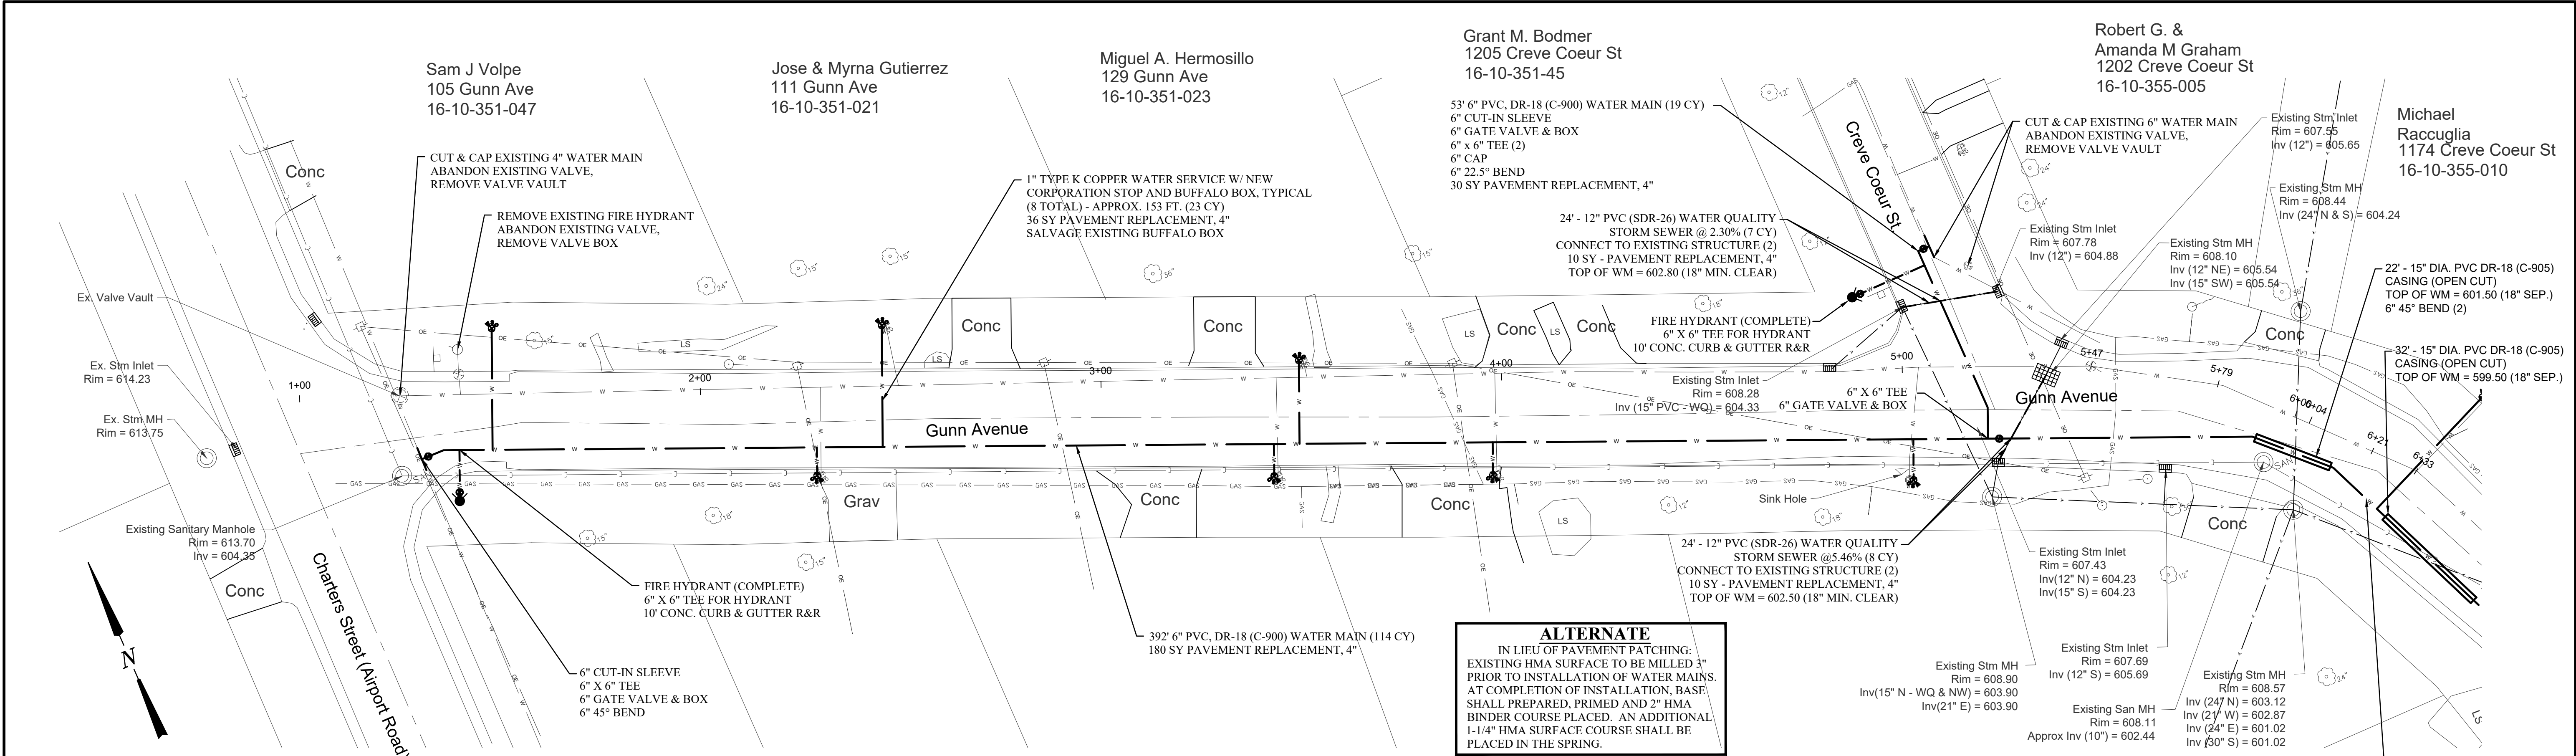 Sam J Volpe
105 Gunn Ave
16-10-351-047
Jose & Myrna Gutierrez
111 Gunn Ave
16-10-351-021
Miguel A. Hermosillo
129 Gunn Ave
16-10-351-023
Grant M. Bodmer
1205 Creve Coeur St
16-10-351-45
Robert G. &
Amanda M Graham
1202 Creve Coeur St
16-10-355-005
Michael
Raccuglia
1174 Creve Coeur St
16-10-355-010
CUT & CAP EXISTING 4" WATER MAIN
ABANDON EXISTING VALVE,
REMOVE VALVE VAULT
REMOVE EXISTING FIRE HYDRANT
ABANDON EXISTING VALVE,
REMOVE VALVE BOX
1" TYPE K COPPER WATER SERVICE W/ NEW
CORPORATION STOP AND BUFFALO BOX, TYPICAL
(8 TOTAL) - APPROX. 153 FT. (23 CY)
36 SY PAVEMENT REPLACEMENT, 4"
SALVAGE EXISTING BUFFALO BOX
53' 6" PVC, DR-18 (C-900) WATER MAIN (19 CY)
6" CUT-IN SLEEVE
6" GATE VALVE & BOX
6" x 6" TEE (2)
6" CAP
6" 22.5° BEND
30 SY PAVEMENT REPLACEMENT, 4"
24' - 12" PVC (SDR-26) WATER QUALITY
STORM SEWER @ 2.30% (7 CY)
CONNECT TO EXISTING STRUCTURE (2)
10 SY - PAVEMENT REPLACEMENT, 4"
TOP OF WM = 602.80 (18" MIN. CLEAR)
FIRE HYDRANT (COMPLETE)
6" X 6" TEE FOR HYDRANT
10' CONC. CURB & GUTTER R&R
CUT & CAP EXISTING 6" WATER MAIN
ABANDON EXISTING VALVE,
REMOVE VALVE VAULT
Existing Stm Inlet
Rim = 607.55
Inv (12") = 605.65
Existing Stm MH
Rim = 608.44
Inv (24" N & S) = 604.24
Existing Stm Inlet
Rim = 607.78
Inv (12") = 604.88
Existing Stm MH
Rim = 608.10
Inv (12" NE) = 605.54
Inv (15" SW) = 605.54
22' - 15" DIA. PVC DR-18 (C-905)
CASING (OPEN CUT)
TOP OF WM = 601.50 (18" SEP.)
6" 45° BEND (2)
32' - 15" DIA. PVC DR-18 (C-905)
CASING (OPEN CUT)
TOP OF WM = 599.50 (18" SEP.)
Ex. Valve Vault
Ex. Stm Inlet
Rim = 614.23
Ex. Stm MH
Rim = 613.75
Existing Sanitary Manhole
Rim = 613.70
Inv = 604.35
Conc
Conc
Conc
Conc
Conc
Conc
Conc
Conc
Conc
Conc
Grav
LS
LS
LS
LS
LS
LS
1+00
2+00
3+00
4+00
5+00
5+47
5+79
6+00
6+04
6+21
6+33
Creve Coeur St
Gunn Avenue
Gunn Avenue
Charters Street (Airport Road)
Existing Stm Inlet
Rim = 608.28
Inv (15" PVC - WQ) = 604.33
6" X 6" TEE
6" GATE VALVE & BOX
Sink Hole
24' - 12" PVC (SDR-26) WATER QUALITY
STORM SEWER @5.46% (8 CY)
CONNECT TO EXISTING STRUCTURE (2)
10 SY - PAVEMENT REPLACEMENT, 4"
TOP OF WM = 602.50 (18" MIN. CLEAR)
FIRE HYDRANT (COMPLETE)
6" X 6" TEE FOR HYDRANT
10' CONC. CURB & GUTTER R&R
6" CUT-IN SLEEVE
6" X 6" TEE
6" GATE VALVE & BOX
6" 45° BEND
392' 6" PVC, DR-18 (C-900) WATER MAIN (114 CY)
180 SY PAVEMENT REPLACEMENT, 4"
ALTERNATE
IN LIEU OF PAVEMENT PATCHING:
EXISTING HMA SURFACE TO BE MILLED 3"
PRIOR TO INSTALLATION OF WATER MAINS.
AT COMPLETION OF INSTALLATION, BASE
SHALL PREPARED, PRIMED AND 2" HMA
BINDER COURSE PLACED. AN ADDITIONAL
1-1/4" HMA SURFACE COURSE SHALL BE
PLACED IN THE SPRING.
Existing Stm Inlet
Rim = 607.43
Inv(12" N) = 604.23
Inv(15" S) = 604.23
Existing Stm MH
Rim = 608.90
Inv(15" N - WQ & NW) = 603.90
Inv(21" E) = 603.90
Existing Stm Inlet
Rim = 607.69
Inv (12" S) = 605.69
Existing San MH
Rim = 608.11
Approx Inv (10") = 602.44
Existing Stm MH
Rim = 608.57
Inv (24" N) = 603.12
Inv (21" W) = 602.87
Inv (24" E) = 601.02
Inv (30" S) = 601.02
N